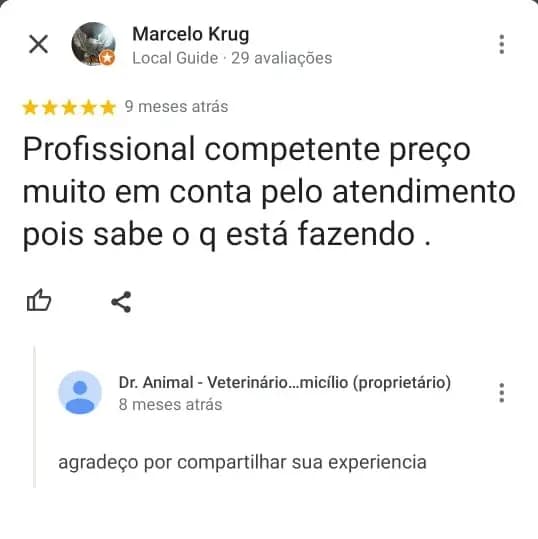 Marcelo Krug
Local Guide · 29 avaliações
9 meses atrás
Profissional competente preço
muito em conta pelo atendimento
pois sabe o q está fazendo .
Dr. Animal - Veterinário...micílio (proprietário)
8 meses atrás
agradeço por compartilhar sua experiencia